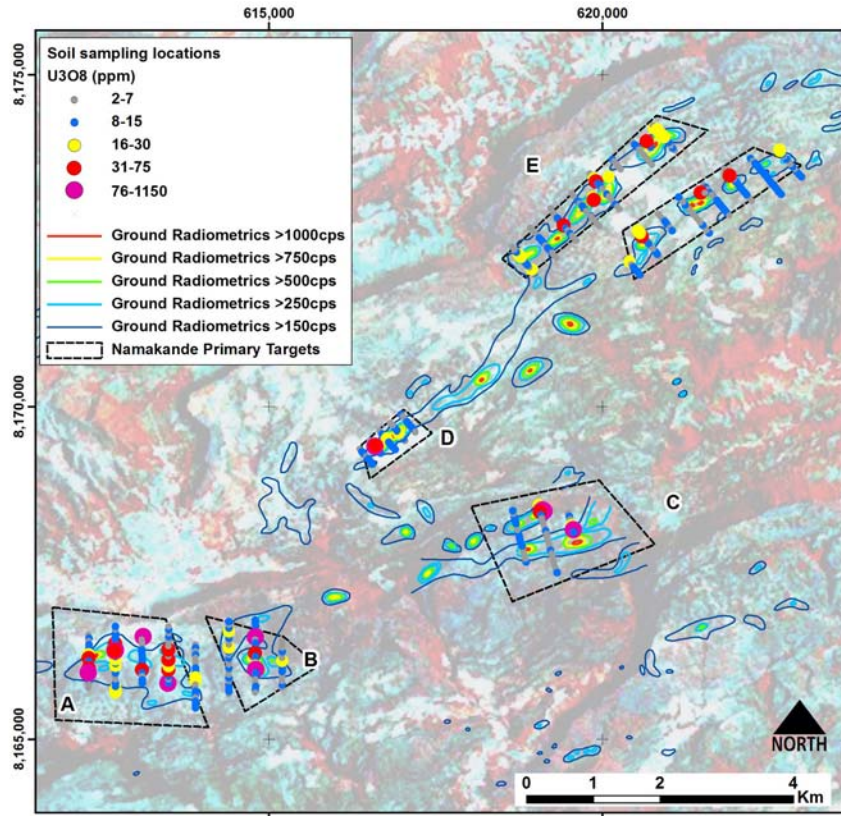 615,000
620,000
8,175,000
8,170,000
8,165,000
Soil sampling locations
U3O8 (ppm)
2-7
8-15
16-30
31-75
76-1150
Ground Radiometrics >1000cps
Ground Radiometrics >750cps
Ground Radiometrics >500cps
Ground Radiometrics >250cps
Ground Radiometrics >150cps
Namakande Primary Targets
E
D
C
B
A
NORTH
0 1 2 4
Km